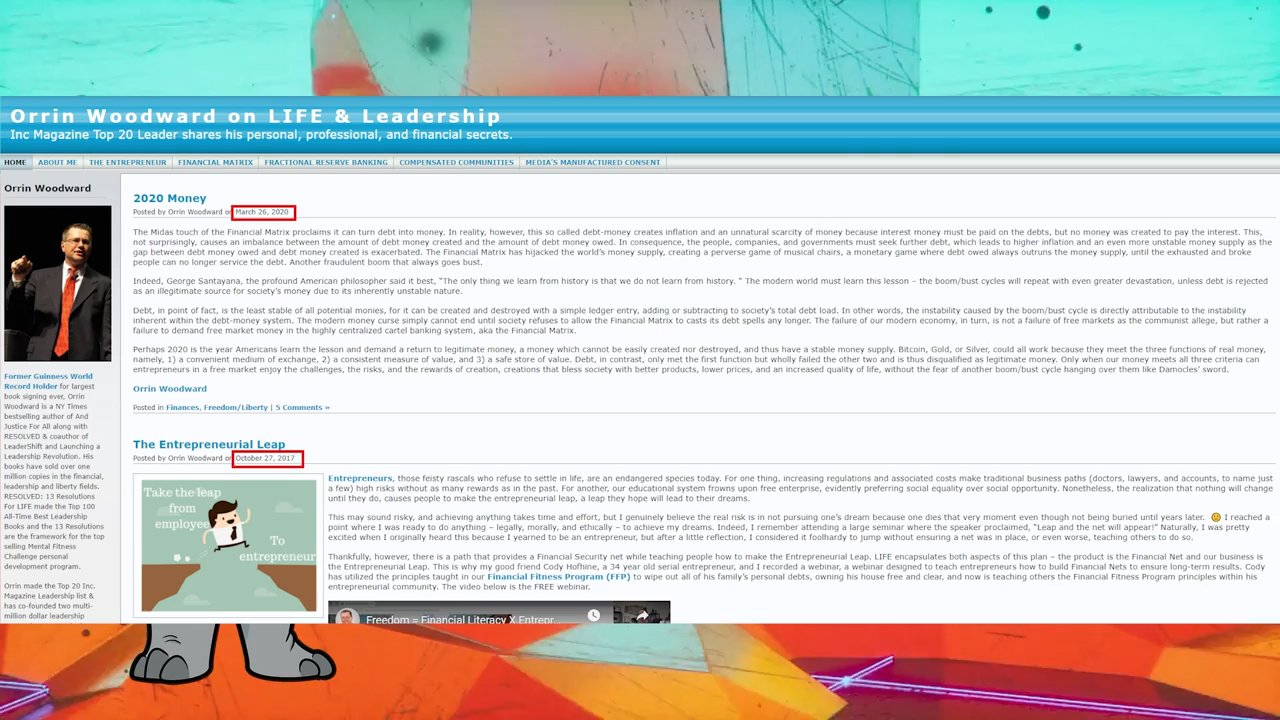 Orrin Woodward on LIFE & Leadership
Inc Magazine Top 20 Leader shares his personal, professional, and financial secrets.
HOME ABOUT ME THE ENTREPRENEUR FINANCIAL MATRIX FRACTIONAL RESERVE BANKING COMPENSATED COMMUNITIES MEDIA'S MANUFACTURED CONSENT
Orrin Woodward
Former Guinness World
Record Holder for largest
book signing ever, Orrin
Woodward is a NY Times
bestselling author of And
Justice For All along with
RESOLVED & coauthor of
LeaderShift and Launching a
Leadership Revolution. His
books have sold over one
million copies in the financial,
leadership and liberty fields.
RESOLVED: 13 Resolutions
For LIFE made the Top 100
All-Time Best Leadership
Books and the 13 Resolutions
are the framework for the top
selling Mental Fitness
Challenge personal
development program.
Orrin made the Top 20 Inc.
Magazine Leadership list &
has co-founded two multi-
million dollar leadership
2020 Money
Posted by Orrin Woodward on March 26, 2020
The Midas touch of the Financial Matrix proclaims it can turn debt into money. In reality, however, this so called debt-money creates inflation and an unnatural scarcity of money because interest money must be paid on the debts, but no money was created to pay the interest. This,
not surprisingly, causes an imbalance between the amount of debt money created and the amount of debt money owed. In consequence, the people, companies, and governments must seek further debt, which leads to higher inflation and an even more unstable money supply as the
gap between debt money owed and debt money created is exacerbated. The Financial Matrix has hijacked the world's money supply, creating a perverse game of musical chairs, a monetary game where debt owed always outruns the money supply, until the exhausted and broke
people can no longer service the debt. Another fraudulent boom that always goes bust.
Indeed, George Santayana, the profound American philosopher said it best, "The only thing we learn from history is that we do not learn from history. " The modern world must learn this lesson – the boom/bust cycles will repeat with even greater devastation, unless debt is rejected
as an illegitimate source for society's money due to its inherently unstable nature.
Debt, in point of fact, is the least stable of all potential monies, for it can be created and destroyed with a simple ledger entry, adding or subtracting to society's total debt load. In other words, the instability caused by the boom/bust cycle is directly attributable to the instability
inherent within the debt-money system. The modern money curse simply cannot end until society refuses to allow the Financial Matrix to casts its debt spells any longer. The failure of our modern economy, in turn, is not a failure of free markets as the communist allege, but rather a
failure to demand free market money in the highly centralized cartel banking system, aka the Financial Matrix.
Perhaps 2020 is the year Americans learn the lesson and demand a return to legitimate money, a money which cannot be easily created nor destroyed, and thus have a stable money supply. Bitcoin, Gold, or Silver, could all work because they meet the three functions of real money,
namely, 1) a convenient medium of exchange, 2) a consistent measure of value, and 3) a safe store of value. Debt, in contrast, only met the first function but wholly failed the other two and is thus disqualified as legitimate money. Only when our money meets all three criteria can
entrepreneurs in a free market enjoy the challenges, the risks, and the rewards of creation, creations that bless society with better products, lower prices, and an increased quality of life, without the fear of another boom/bust cycle hanging over them like Damocles' sword.
Orrin Woodward
Posted in Finances, Freedom/Liberty | 5 Comments »
The Entrepreneurial Leap
Posted by Orrin Woodward on October 27, 2017
Take the leap
from
employee
To
entrepreneur
Entrepreneurs, those feisty rascals who refuse to settle in life, are an endangered species today. For one thing, increasing regulations and associated costs make traditional business paths (doctors, lawyers, and accounts, to name just
a few) high risks without as many rewards as in the past. For another, our educational system frowns upon free enterprise, evidently preferring social equality over social opportunity. Nonetheless, the realization that nothing will change
until they do, causes people to make the entrepreneurial leap, a leap they hope will lead to their dreams.
This may sound risky, and achieving anything takes time and effort, but I genuinely believe the real risk is in not pursuing one's dream because one dies that very moment even though not being buried until years later. 🙂 I reached a
point where I was ready to do anything – legally, morally, and ethically – to achieve my dreams. Indeed, I remember attending a large seminar where the speaker proclaimed, "Leap and the net will appear!" Naturally, I was pretty
excited when I originally heard this because I yearned to be an entrepreneur, but after a little reflection, I considered it foolhardy to jump without ensuring a net was in place, or even worse, teaching others to do so.
Thankfully, however, there is a path that provides a Financial Security net while teaching people how to make the Entrepreneurial Leap. LIFE encapsulates both aspects of this plan – the product is the Financial Net and our business is
the Entrepreneurial Leap. This is why my good friend Cody Hofhine, a 34 year old serial entrepreneur, and I recorded a webinar, a webinar designed to teach entrepreneurs how to build Financial Nets to ensure long-term results. Cody
has utilized the principles taught in our Financial Fitness Program (FFP) to wipe out all of his family's personal debts, owning his house free and clear, and now is teaching others the Financial Fitness Program principles within his
entrepreneurial community. The video below is the FREE webinar.
Freedom = Financial Literacy X Entrepr...